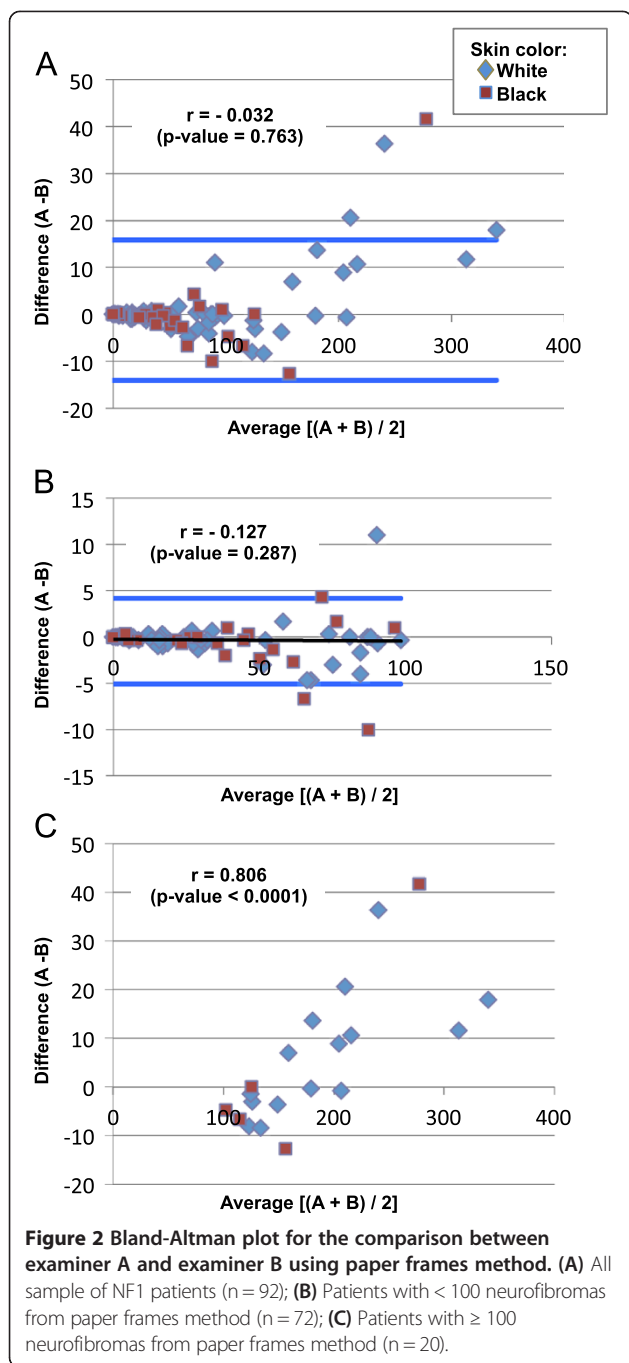 A
Skin color:
White
Black
50
40
30
20
10
0
-10
-20
r = - 0.032
(p-value = 0.763)
0 100 200 300 400
Difference (A -B)
Average [(A + B) / 2]
B
15
10
5
0
-5
-10
-15
r = - 0.127
(p-value = 0.287)
0 50 100 150
Difference (A -B)
Average [(A + B) / 2]
C
50
40
30
20
10
0
-10
-20
r = 0.806
(p-value < 0.0001)
0 100 200 300 400
Difference (A -B)
Average [(A + B) / 2]
Figure 2 Bland-Altman plot for the comparison between
examiner A and examiner B using paper frames method. (A) All
sample of NF1 patients (n = 92); (B) Patients with < 100 neurofibromas
from paper frames method (n = 72); (C) Patients with ≥ 100
neurofibromas from paper frames method (n = 20).